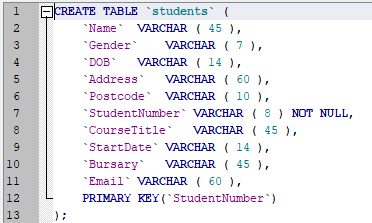 1 CREATE TABLE `students` (
2 `Name` VARCHAR ( 45 ),
3 `Gender` VARCHAR ( 7 ),
4 `DOB` VARCHAR ( 14 ),
5 `Address` VARCHAR ( 60 ),
6 `Postcode` VARCHAR ( 10 ),
7 `StudentNumber` VARCHAR ( 8 ) NOT NULL,
8 `CourseTitle` VARCHAR ( 45 ),
9 `StartDate` VARCHAR ( 14 ),
10 `Bursary` VARCHAR ( 45 ),
11 `Email` VARCHAR ( 60 ),
12 PRIMARY KEY(`StudentNumber`)
13 );